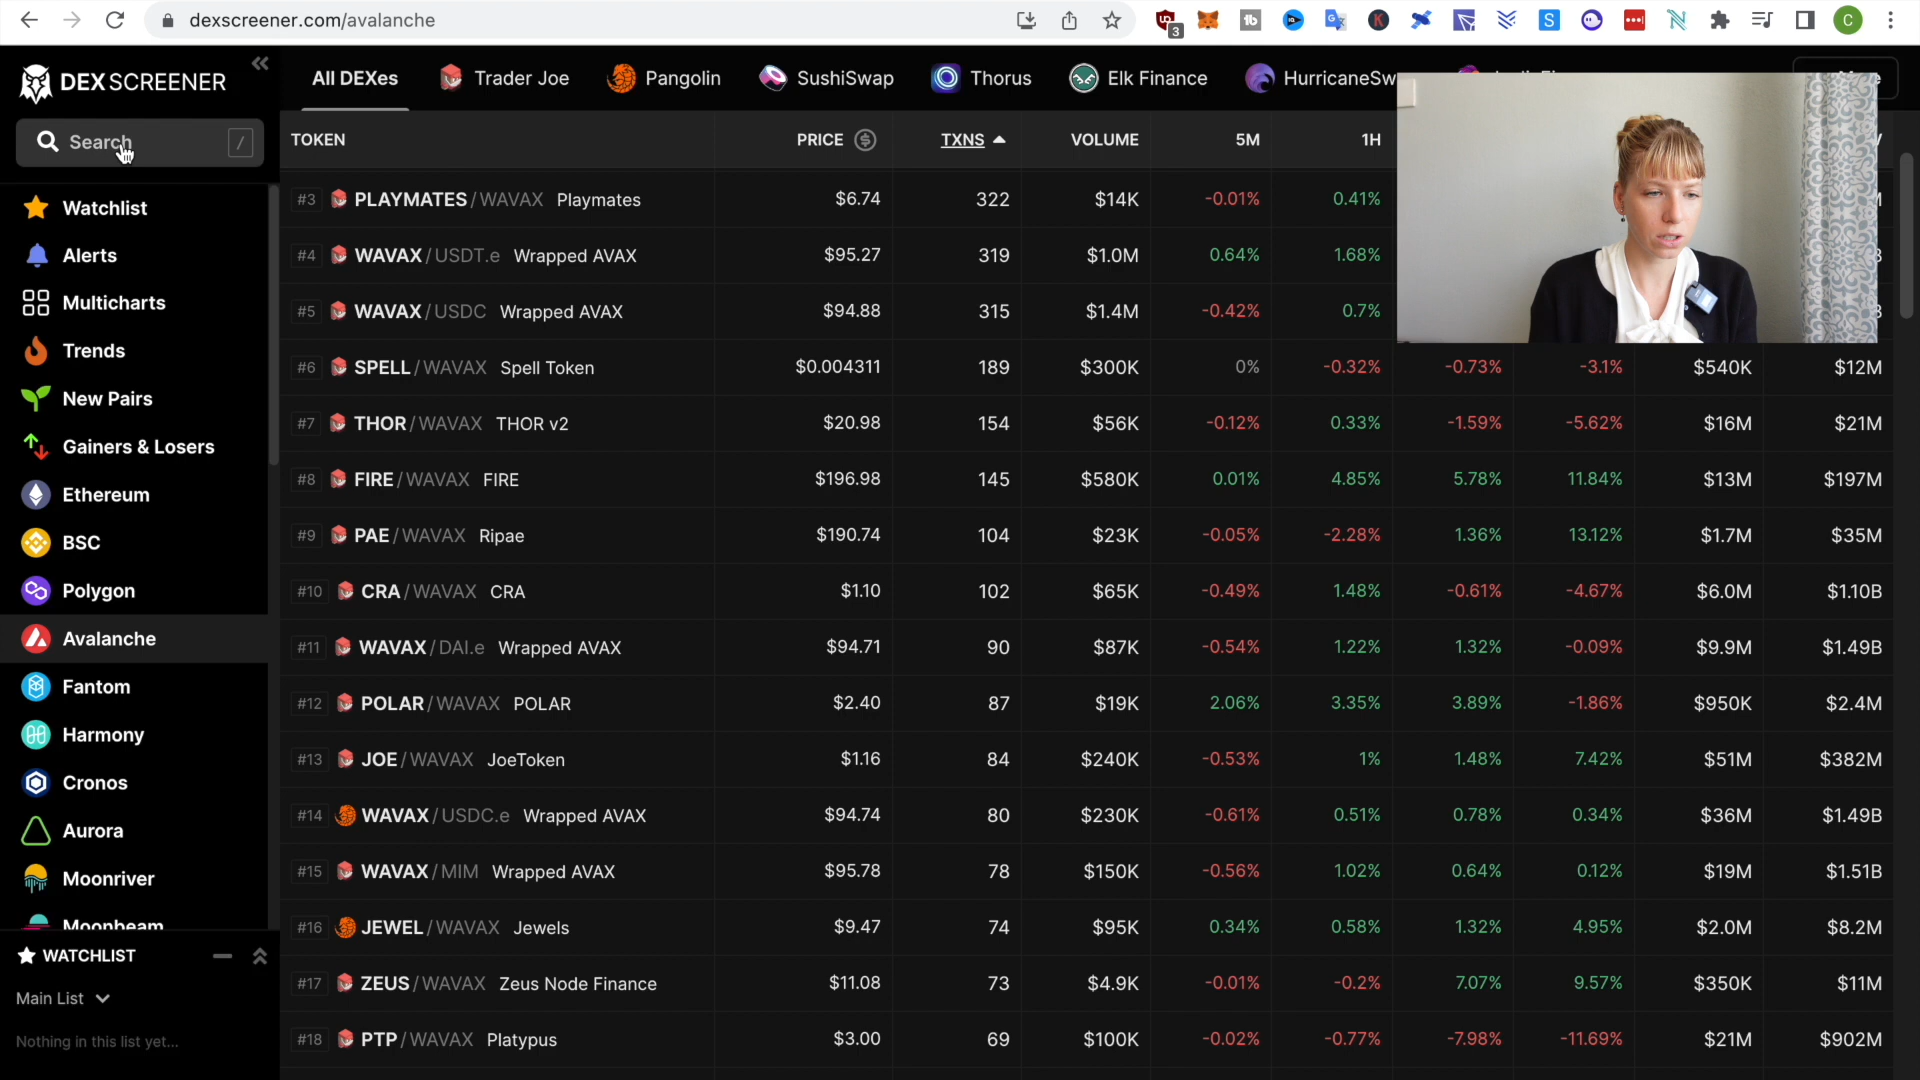 dexscreener.com/avalanche
3
C
DEX SCREENER
All DEXes Trader Joe Pangolin SushiSwap Thorus Elk Finance HurricaneSw
Search /
TOKEN PRICE TXNS VOLUME 5M 1H
Watchlist
Alerts
Multicharts
Trends
New Pairs
Gainers & Losers
Ethereum
BSC
Polygon
Avalanche
Fantom
Harmony
Cronos
Aurora
Moonriver
Moonbeam
WATCHLIST
Main List
Nothing in this list yet...
#3 PLAYMATES/WAVAX Playmates $6.74 322 $14K -0.01% 0.41%
#4 WAVAX/USDT.e Wrapped AVAX $95.27 319 $1.0M 0.64% 1.68%
#5 WAVAX/USDC Wrapped AVAX $94.88 315 $1.4M -0.42% 0.7%
#6 SPELL/WAVAX Spell Token $0.004311 189 $300K 0% -0.32% -0.73% -3.1% $540K $12M
#7 THOR/WAVAX THOR v2 $20.98 154 $56K -0.12% 0.33% -1.59% -5.62% $16M $21M
#8 FIRE/WAVAX FIRE $196.98 145 $580K 0.01% 4.85% 5.78% 11.84% $13M $197M
#9 PAE/WAVAX Ripae $190.74 104 $23K -0.05% -2.28% 1.36% 13.12% $1.7M $35M
#10 CRA/WAVAX CRA $1.10 102 $65K -0.49% 1.48% -0.61% -4.67% $6.0M $1.10B
#11 WAVAX/DAI.e Wrapped AVAX $94.71 90 $87K -0.54% 1.22% 1.32% -0.09% $9.9M $1.49B
#12 POLAR/WAVAX POLAR $2.40 87 $19K 2.06% 3.35% 3.89% -1.86% $950K $2.4M
#13 JOE/WAVAX JoeToken $1.16 84 $240K -0.53% 1% 1.48% 7.42% $51M $382M
#14 WAVAX/USDC.e Wrapped AVAX $94.74 80 $230K -0.61% 0.51% 0.78% 0.34% $36M $1.49B
#15 WAVAX/MIM Wrapped AVAX $95.78 78 $150K -0.56% 1.02% 0.64% 0.12% $19M $1.51B
#16 JEWEL/WAVAX Jewels $9.47 74 $95K 0.34% 0.58% 1.32% 4.95% $2.0M $8.2M
#17 ZEUS/WAVAX Zeus Node Finance $11.08 73 $4.9K -0.01% -0.2% 7.07% 9.57% $350K $11M
#18 PTP/WAVAX Platypus $3.00 69 $100K -0.02% -0.77% -7.98% -11.69% $21M $902M